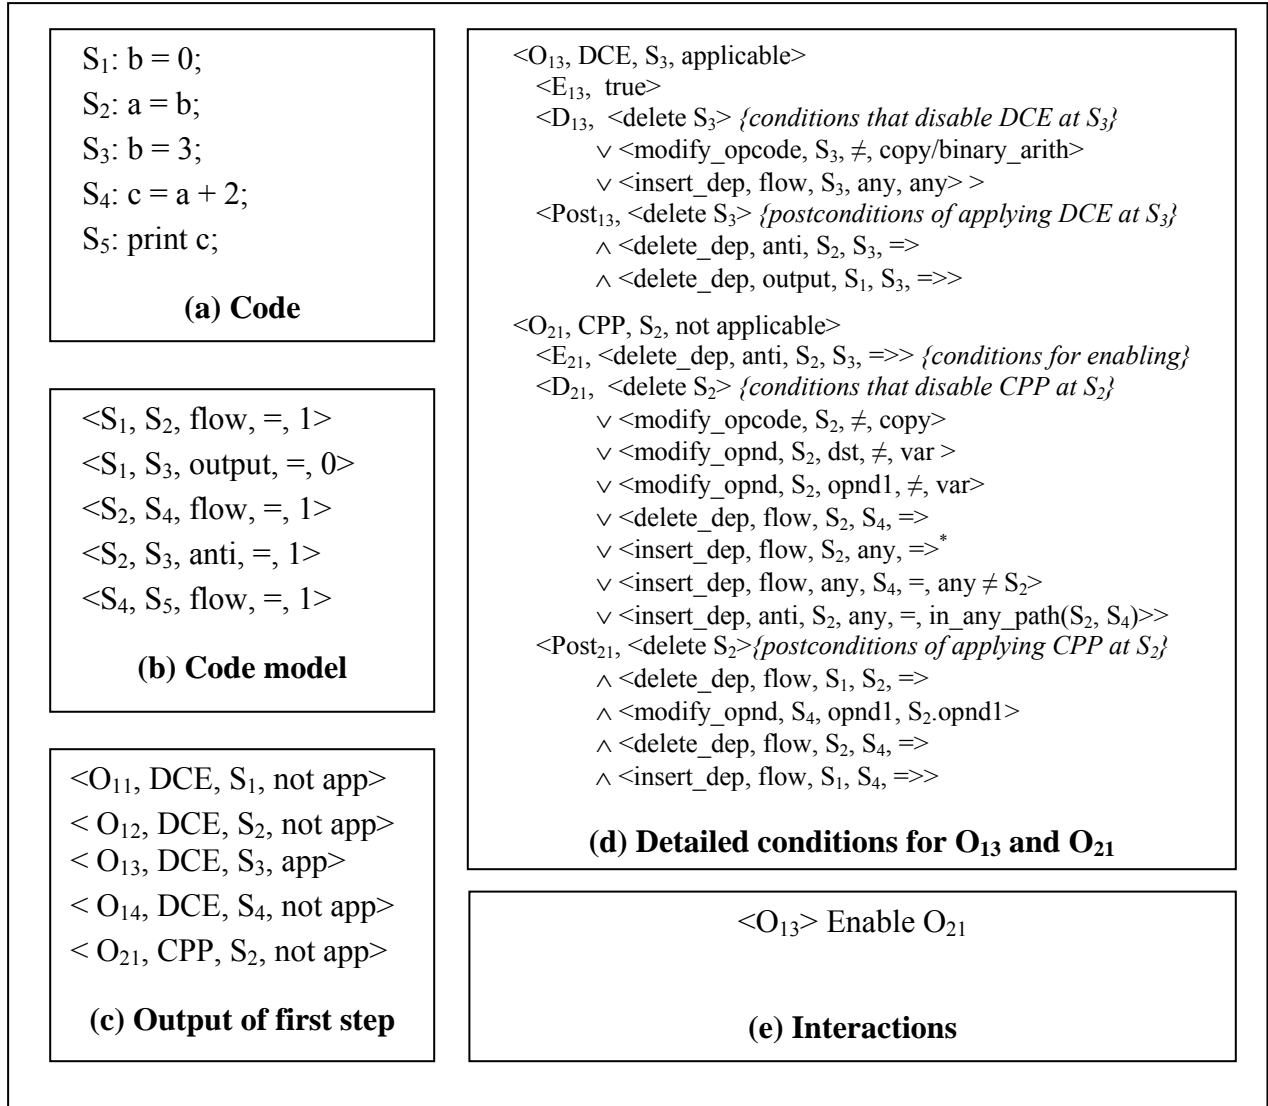 S₁: b = 0;
S₂: a = b;
S₃: b = 3;
S₄: c = a + 2;
S₅: print c;
(a) Code
<S₁, S₂, flow, =, 1>
<S₁, S₃, output, =, 0>
<S₂, S₄, flow, =, 1>
<S₂, S₃, anti, =, 1>
<S₄, S₅, flow, =, 1>
(b) Code model
<O₁₁, DCE, S₁, not app>
< O₁₂, DCE, S₂, not app>
< O₁₃, DCE, S₃, app>
< O₁₄, DCE, S₄, not app>
< O₂₁, CPP, S₂, not app>
(c) Output of first step
<O₁₃, DCE, S₃, applicable>
<E₁₃, true>
<D₁₃, <delete S₃> {conditions that disable DCE at S₃}
∨ <modify_opcode, S₃, ≠, copy/binary_arith>
∨ <insert_dep, flow, S₃, any, any> >
<Post₁₃, <delete S₃> {postconditions of applying DCE at S₃}
∧ <delete_dep, anti, S₂, S₃, =>
∧ <delete_dep, output, S₁, S₃, =>>
<O₂₁, CPP, S₂, not applicable>
<E₂₁, <delete_dep, anti, S₂, S₃, =>> {conditions for enabling}
<D₂₁, <delete S₂> {conditions that disable CPP at S₂}
∨ <modify_opcode, S₂, ≠, copy>
∨ <modify_opnd, S₂, dst, ≠, var >
∨ <modify_opnd, S₂, opnd1, ≠, var>
∨ <delete_dep, flow, S₂, S₄, =>
∨ <insert_dep, flow, S₂, any, =>*
∨ <insert_dep, flow, any, S₄, =, any ≠ S₂>
∨ <insert_dep, anti, S₂, any, =, in_any_path(S₂, S₄)>>
<Post₂₁, <delete S₂>{postconditions of applying CPP at S₂}
∧ <delete_dep, flow, S₁, S₂, =>
∧ <modify_opnd, S₄, opnd1, S₂.opnd1>
∧ <delete_dep, flow, S₂, S₄, =>
∧ <insert_dep, flow, S₁, S₄, =>>
(d) Detailed conditions for O₁₃ and O₂₁
<O₁₃> Enable O₂₁
(e) Interactions